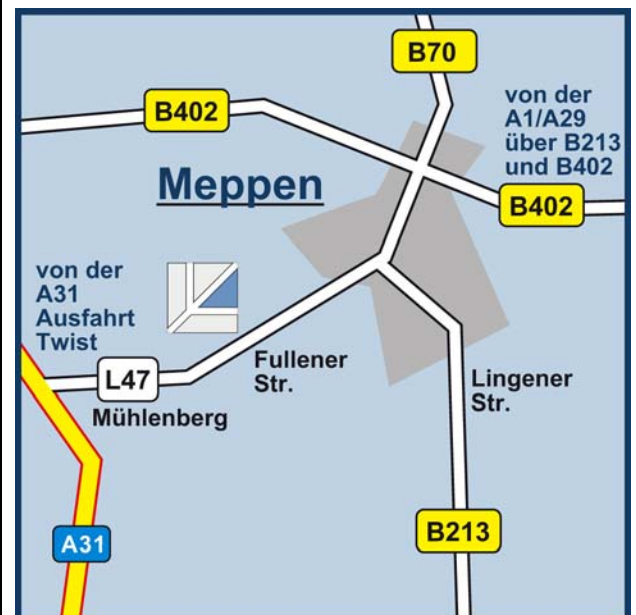 B70
B402
von der
A1/A29
über B213
und B402
Meppen
B402
von der
A31
Ausfahrt
Twist
Fullener
Str.
L47
Mühlenberg
Lingener
Str.
A31
B213